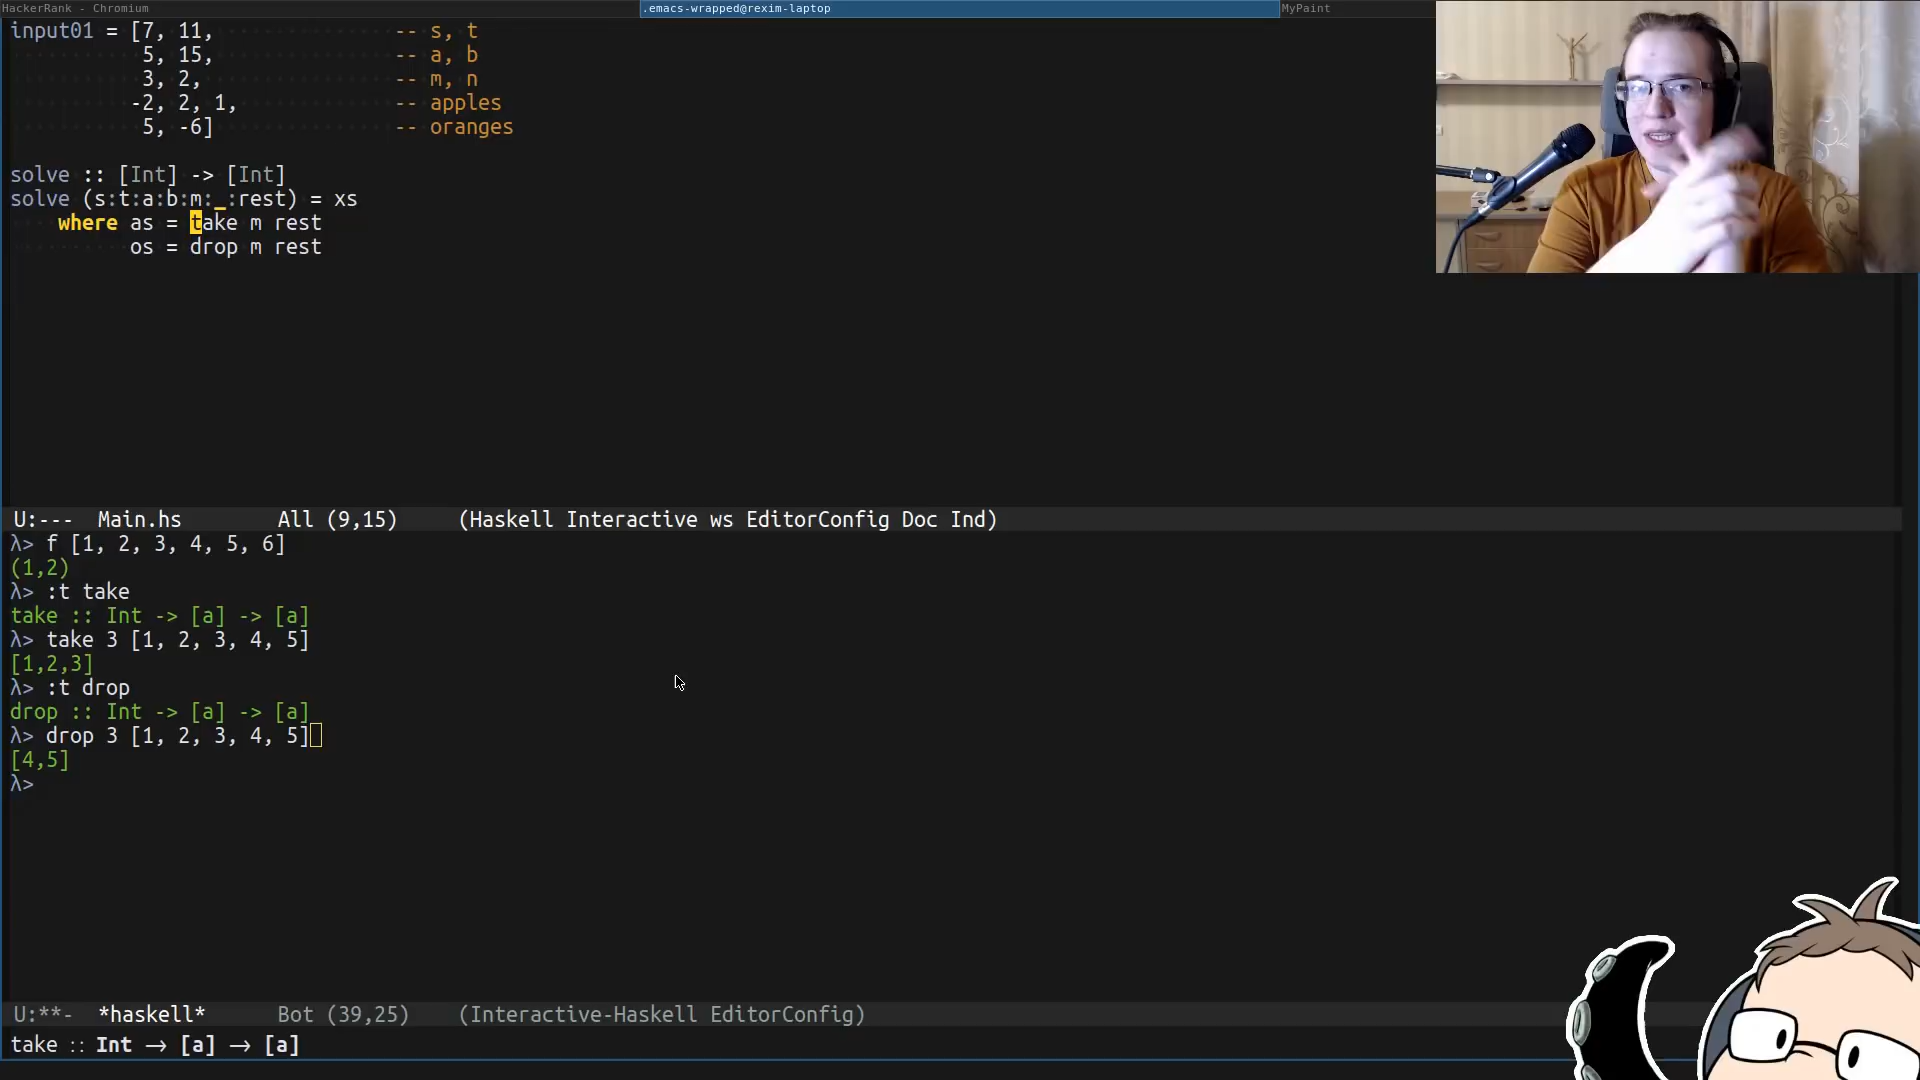 HackerRank - Chromium
.emacs-wrapped@rexim-laptop
MyPaint
input01 = [7, 11, -- s, t
5, 15, -- a, b
3, 2, -- m, n
-2, 2, 1, -- apples
5, -6] -- oranges
solve :: [Int] -> [Int]
solve (s:t:a:b:m:_:rest) = xs
where as = take m rest
os = drop m rest
U:--- Main.hs All (9,15) (Haskell Interactive ws EditorConfig Doc Ind)
λ> f [1, 2, 3, 4, 5, 6]
(1,2)
λ> :t take
take :: Int -> [a] -> [a]
λ> take 3 [1, 2, 3, 4, 5]
[1,2,3]
λ> :t drop
drop :: Int -> [a] -> [a]
λ> drop 3 [1, 2, 3, 4, 5]
[4,5]
λ>
U:**- *haskell* Bot (39,25) (Interactive-Haskell EditorConfig)
take :: Int → [a] → [a]